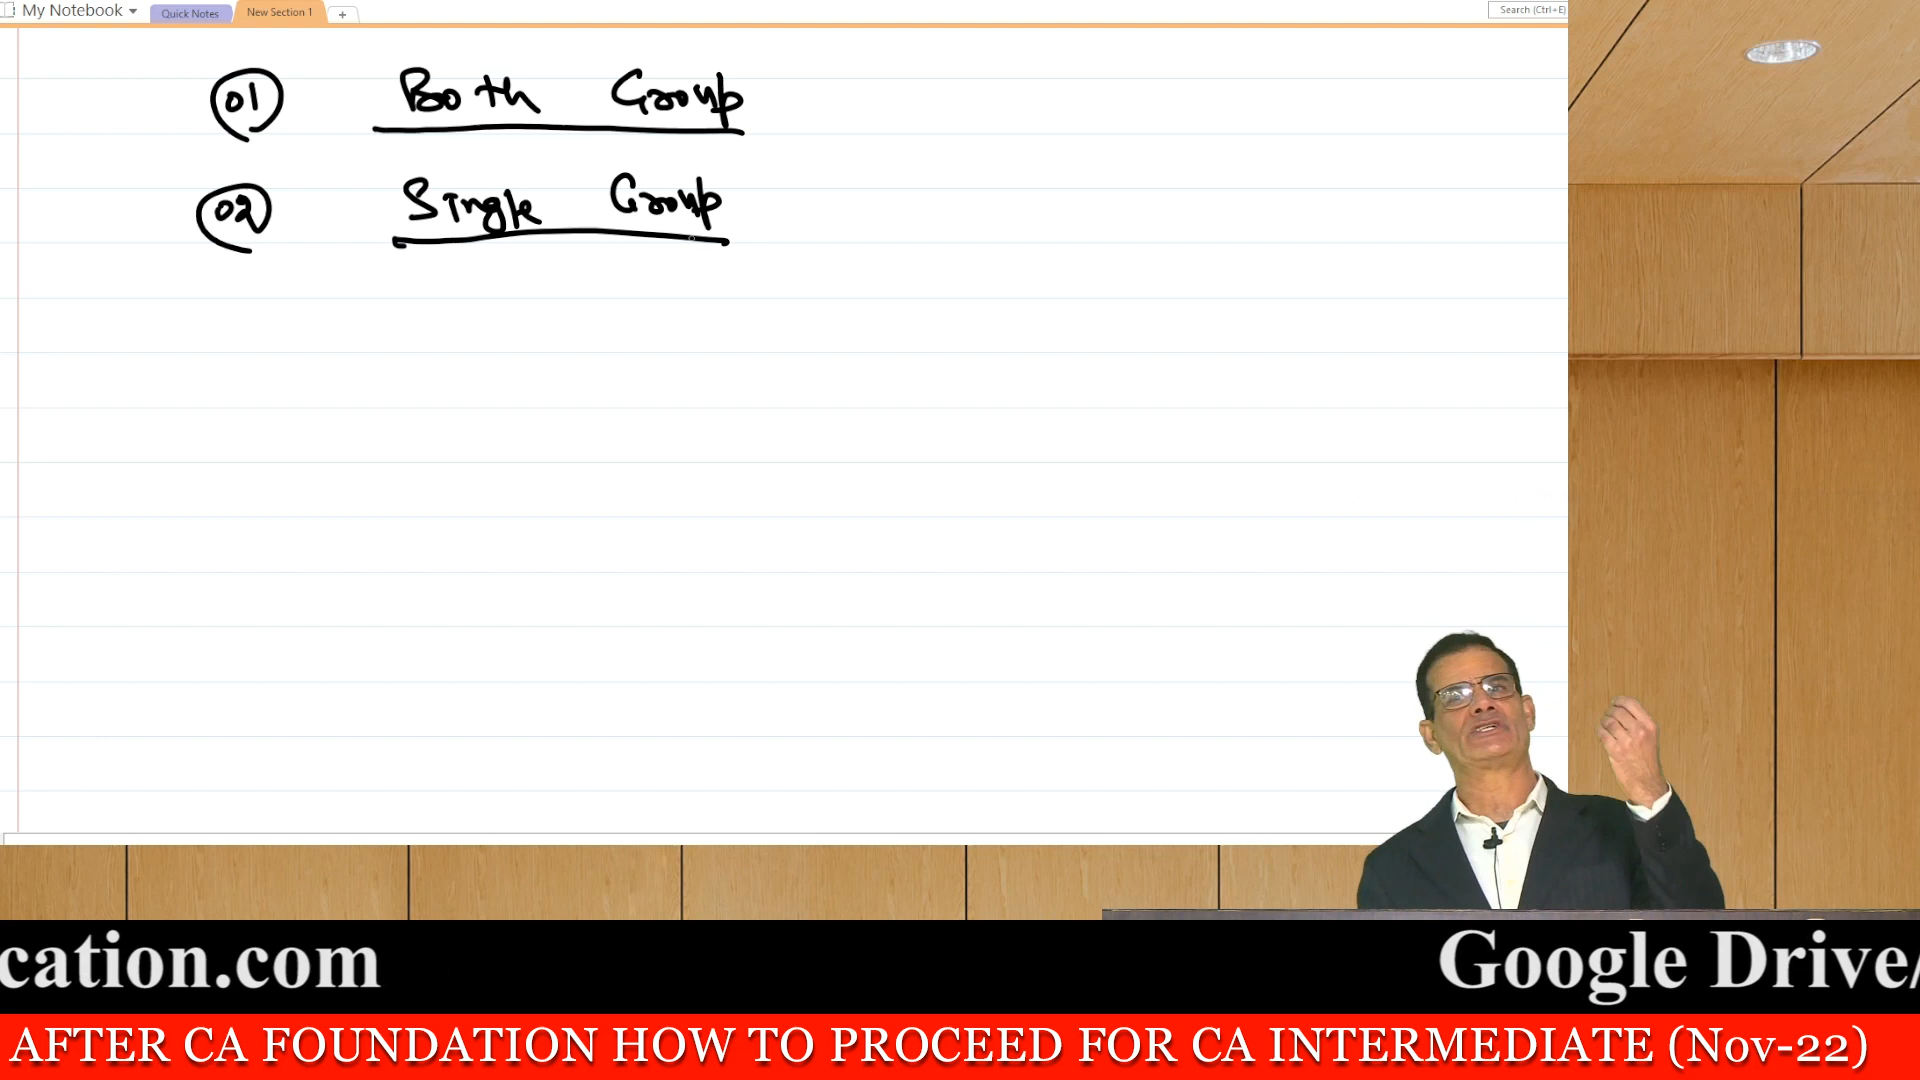 My Notebook
Quick Notes
New Section 1
+
Search (Ctrl+E)
01 Both Group
02 Single Group
cation.com Google Drive/
AFTER CA FOUNDATION HOW TO PROCEED FOR CA INTERMEDIATE (Nov-22)